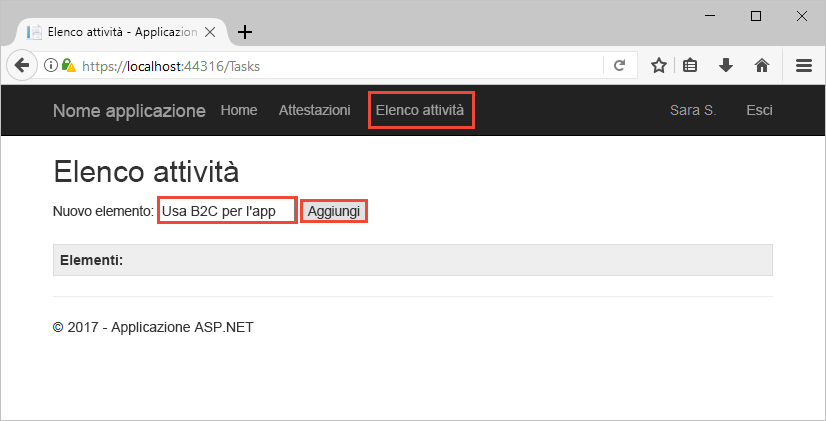 Elenco attività - Applicazion
https://localhost:44316/Tasks
Nome applicazione Home Attestazioni Elenco attività Sara S. Esci
Elenco attività
Nuovo elemento: Usa B2C per l'app Aggiungi
Elementi:
© 2017 - Applicazione ASP.NET